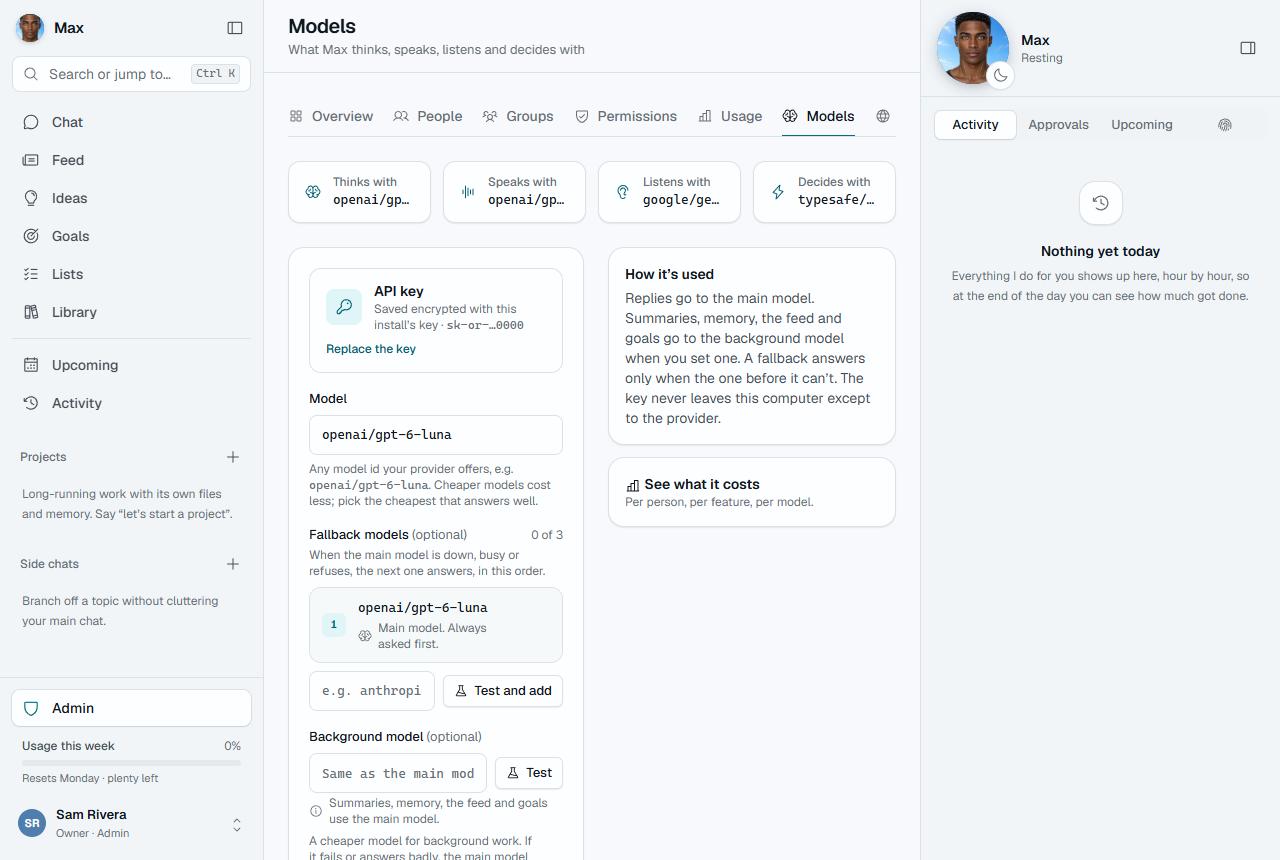 Max
Search or jump to...
Ctrl K
Chat
Feed
Ideas
Goals
Lists
Library
Upcoming
Activity
Projects
Long-running work with its own files
and memory. Say “let’s start a project”.
Side chats
Branch off a topic without cluttering
your main chat.
Admin
Usage this week
0%
Resets Monday · plenty left
SR
Sam Rivera
Owner · Admin
Models
What Max thinks, speaks, listens and decides with
Overview
People
Groups
Permissions
Usage
Models
Thinks with
openai/gp…
Speaks with
openai/gp…
Listens with
google/ge…
Decides with
typesafe/…
API key
Saved encrypted with this
install’s key · sk-or-…0000
Replace the key
Model
openai/gpt-6-luna
Any model id your provider offers, e.g.
openai/gpt-6-luna. Cheaper models cost
less; pick the cheapest that answers well.
Fallback models (optional)
0 of 3
When the main model is down, busy or
refuses, the next one answers, in this order.
1
openai/gpt-6-luna
Main model. Always
asked first.
e.g. anthropi
Test and add
Background model (optional)
Same as the main mod
Test
Summaries, memory, the feed and goals
use the main model.
A cheaper model for background work. If
it fails or answers badly, the main model
How it’s used
Replies go to the main model.
Summaries, memory, the feed and
goals go to the background model
when you set one. A fallback answers
only when the one before it can’t. The
key never leaves this computer except
to the provider.
See what it costs
Per person, per feature, per model.
Max
Resting
Activity
Approvals
Upcoming
Nothing yet today
Everything I do for you shows up here, hour by hour, so
at the end of the day you can see how much got done.